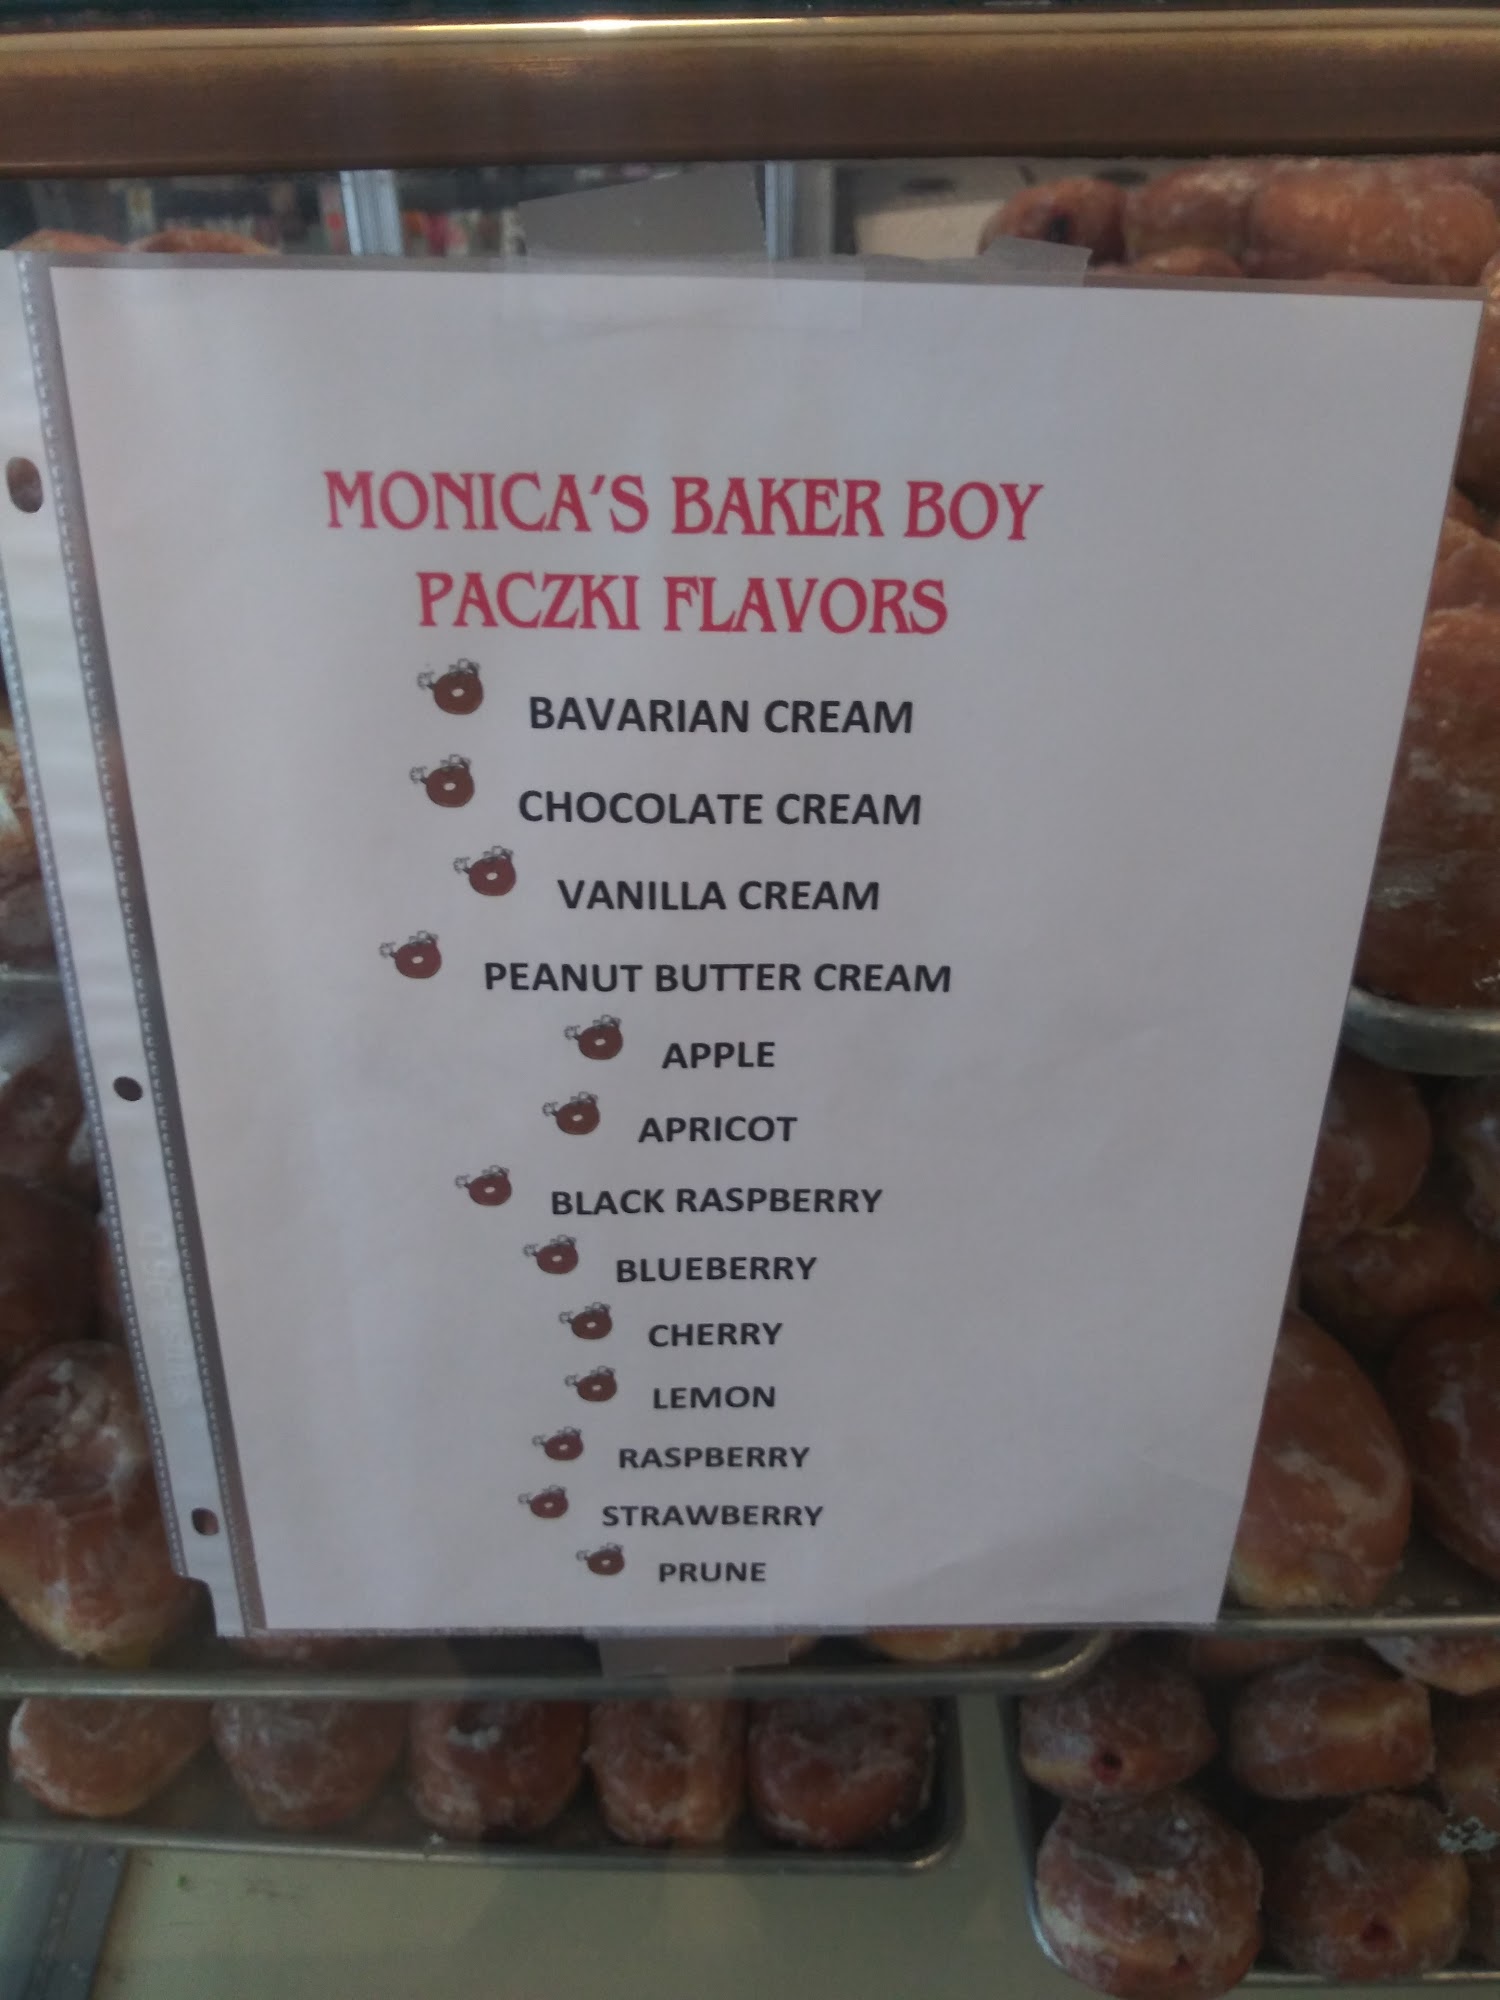 MONICA'S BAKER BOY
PACZKI FLAVORS
BAVARIAN CREAM
CHOCOLATE CREAM
VANILLA CREAM
PEANUT BUTTER CREAM
APPLE
APRICOT
BLACK RASPBERRY
BLUEBERRY
CHERRY
LEMON
RASPBERRY
STRAWBERRY
PRUNE